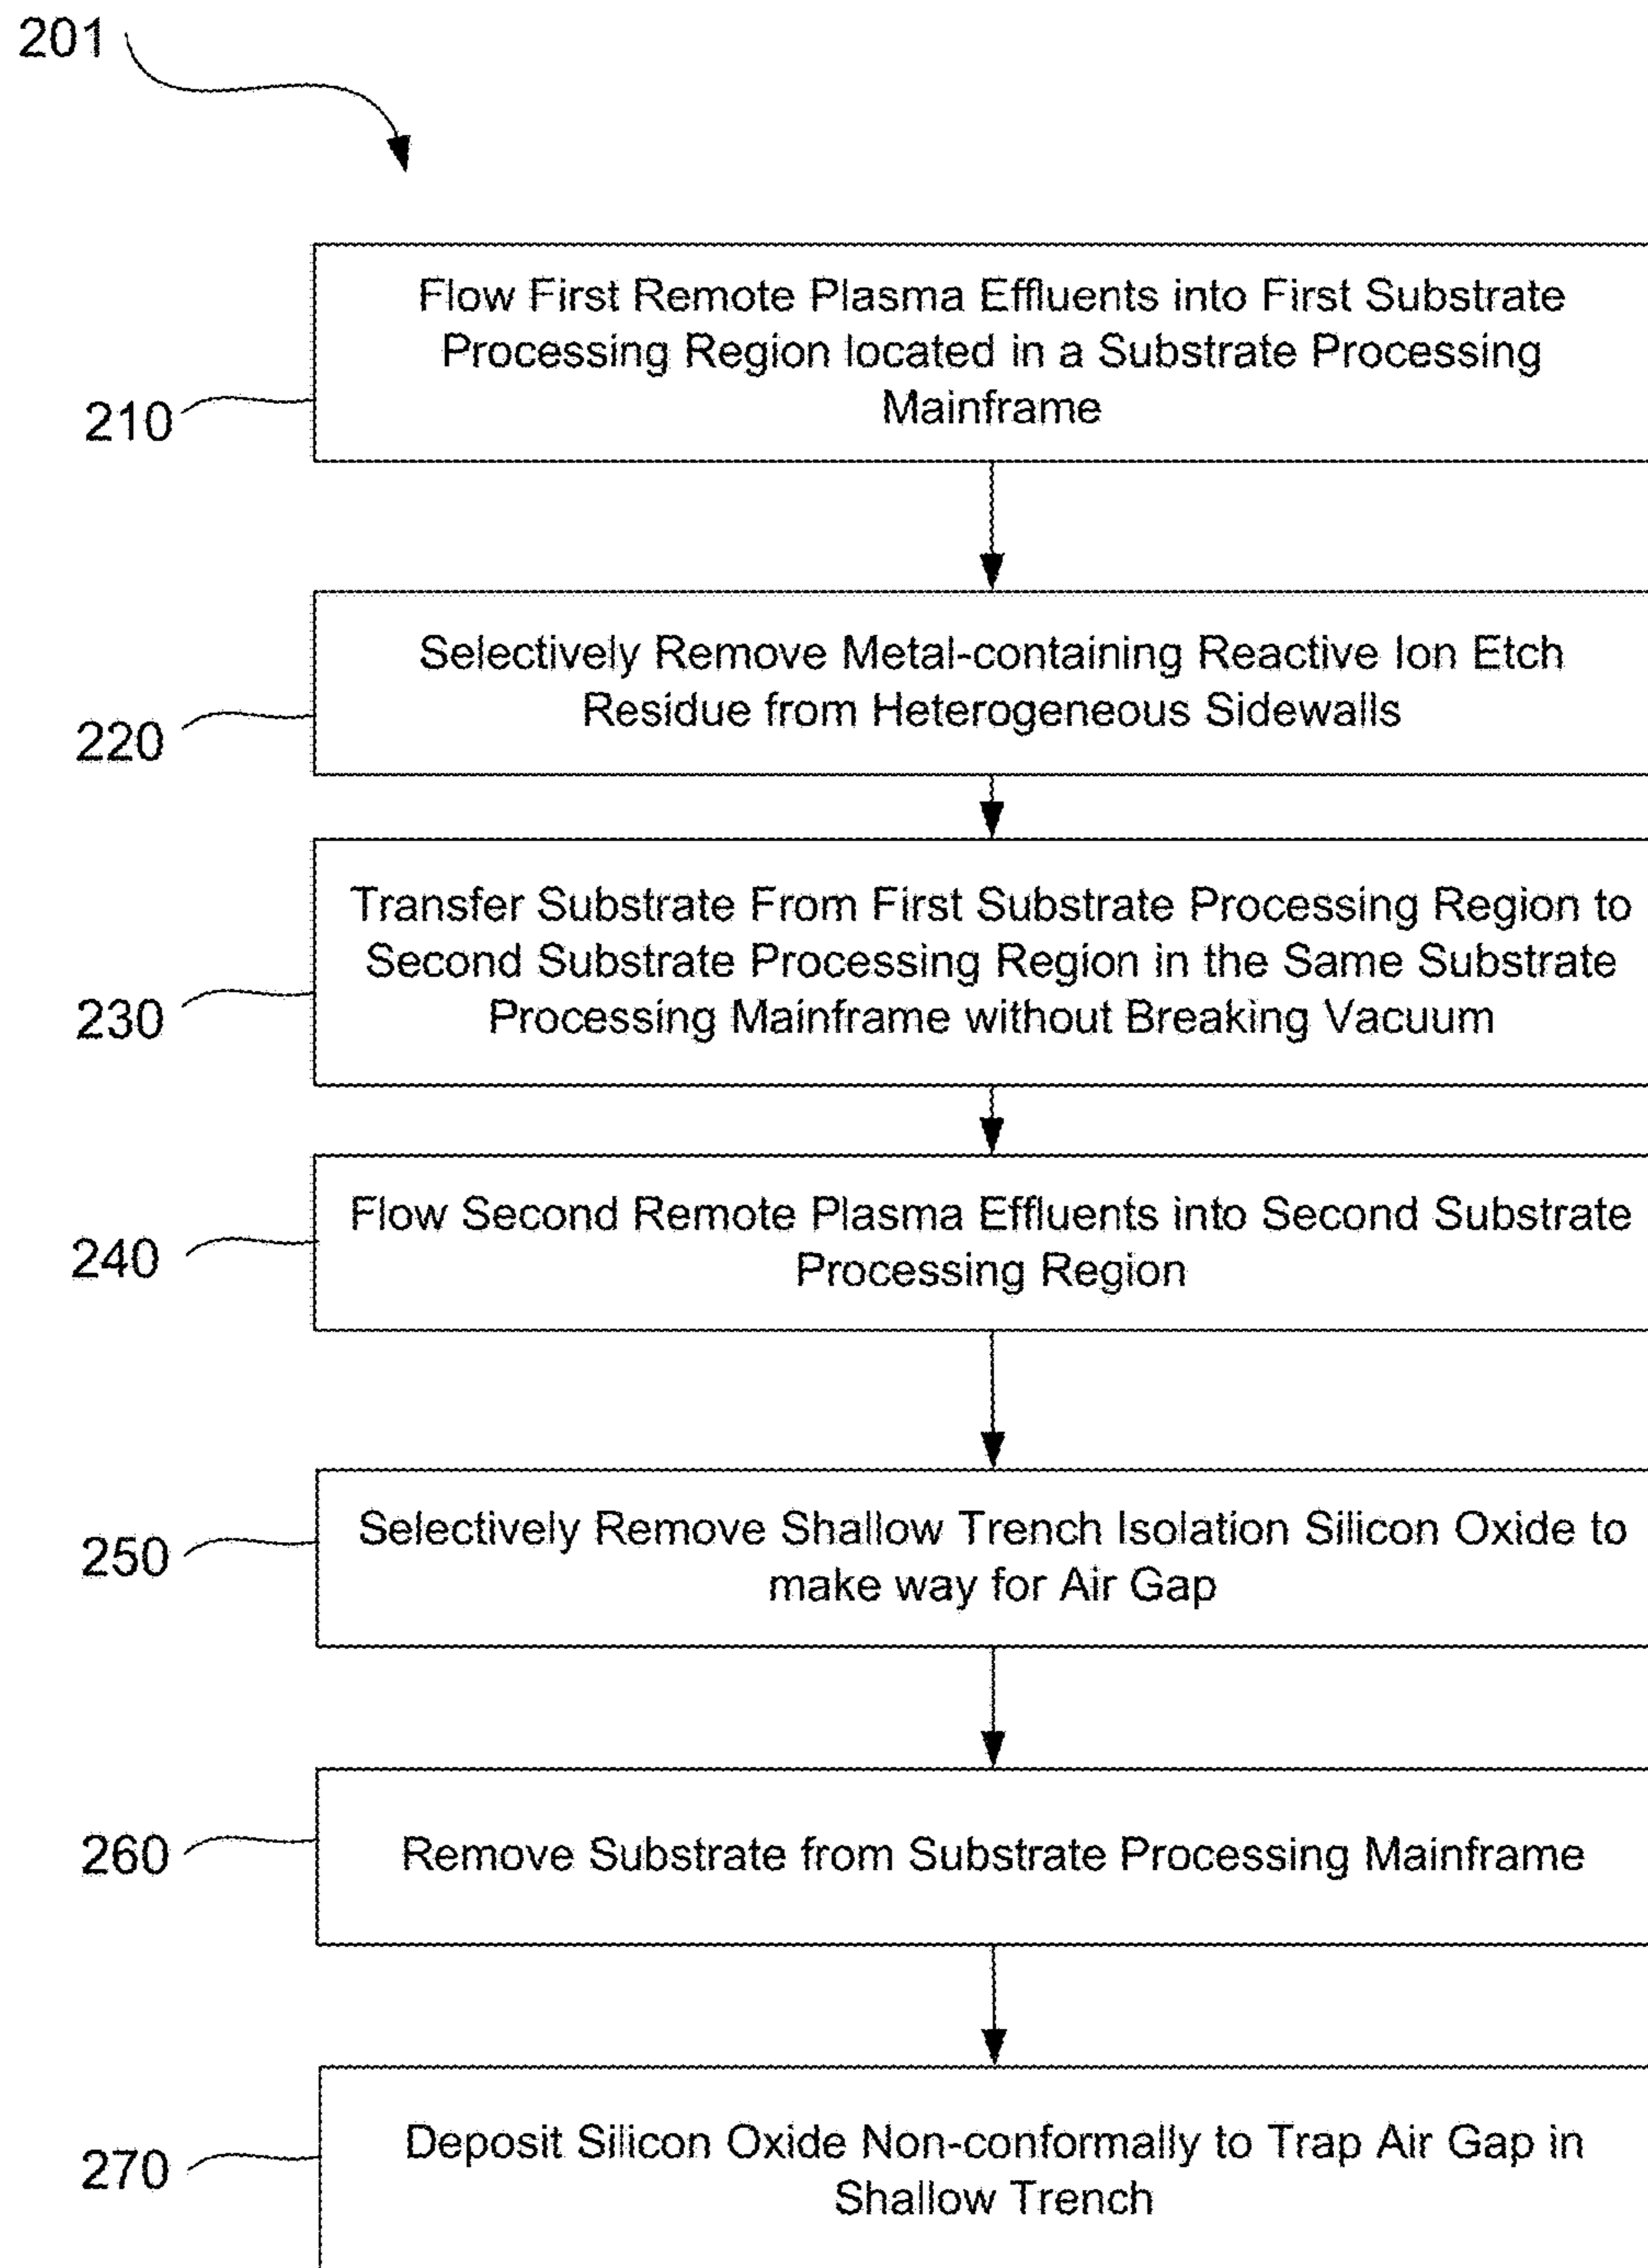 201
Flow First Remote Plasma Effluents into First Substrate
Processing Region located in a Substrate Processing
Mainframe
210
Selectively Remove Metal-containing Reactive Ion Etch
Residue from Heterogeneous Sidewalls
220
Transfer Substrate From First Substrate Processing Region to
Second Substrate Processing Region in the Same Substrate
Processing Mainframe without Breaking Vacuum
230
Flow Second Remote Plasma Effluents into Second Substrate
Processing Region
240
Selectively Remove Shallow Trench Isolation Silicon Oxide to
make way for Air Gap
250
Remove Substrate from Substrate Processing Mainframe
260
Deposit Silicon Oxide Non-conformally to Trap Air Gap in
Shallow Trench
270